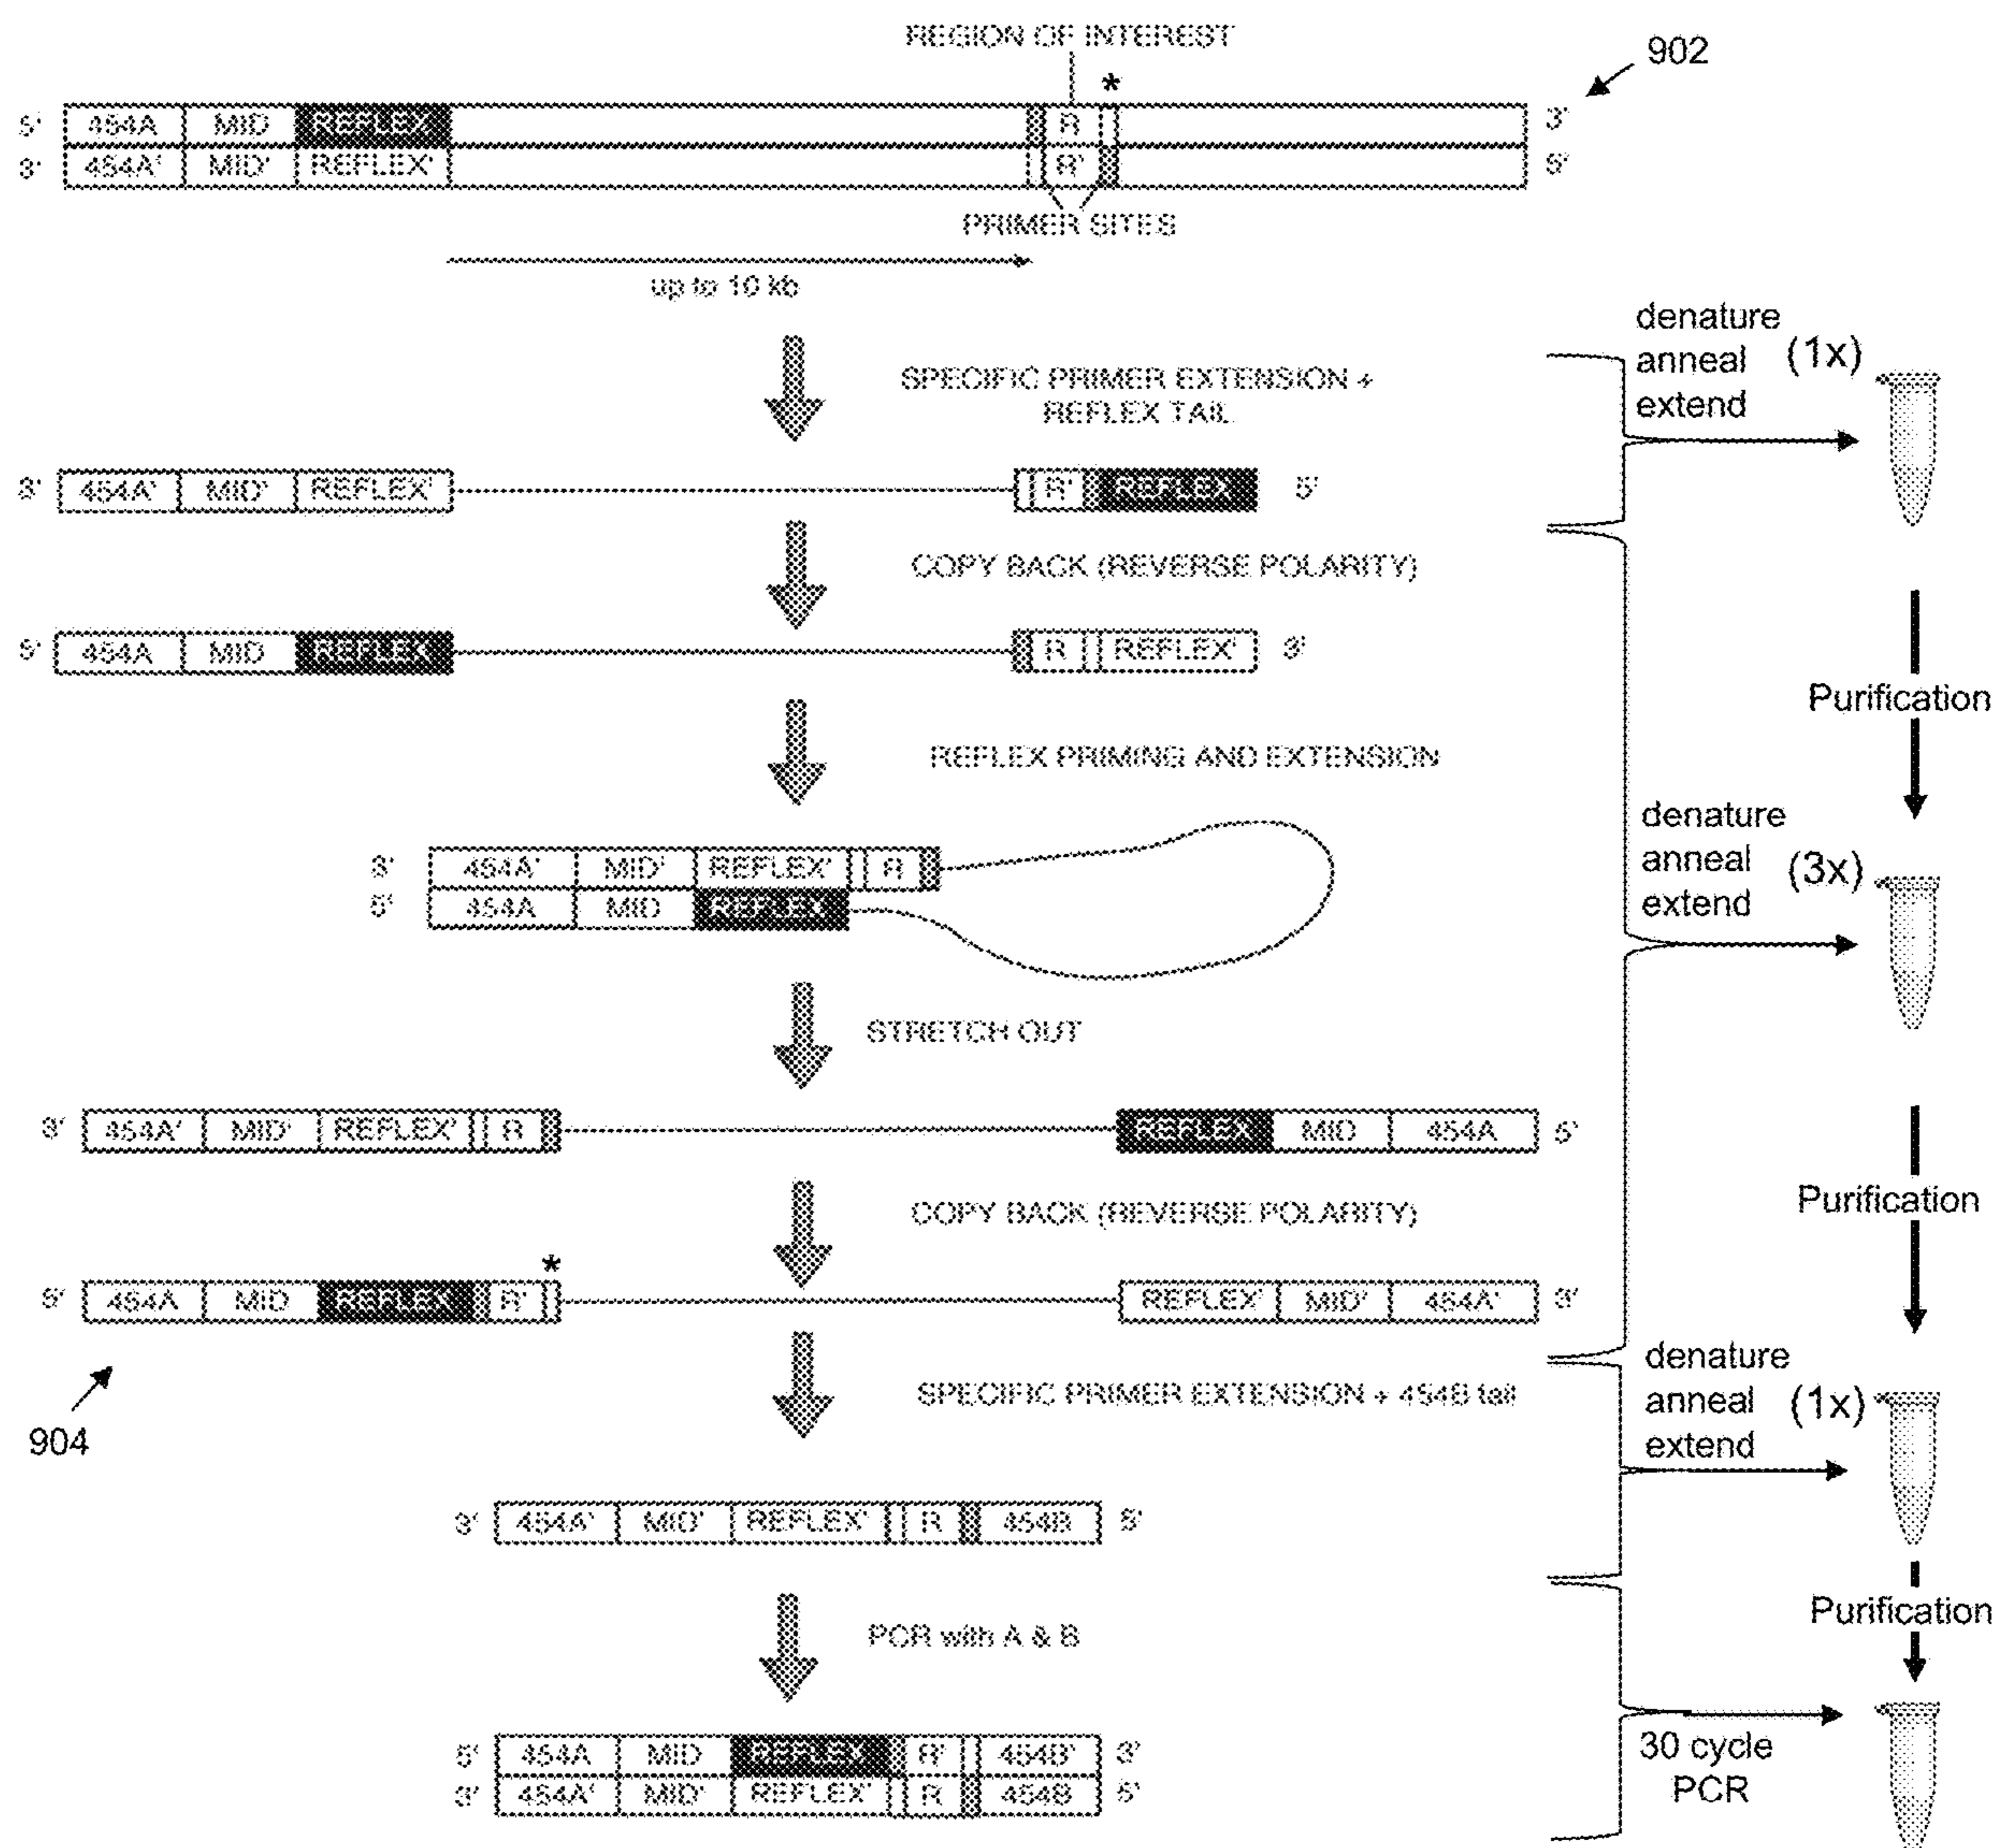 REGION OF INTEREST
*
902
5' 454A MID REFLEX R 3'
3' 454A' MID' REFLEX' R' 5'
PRIMER SITES
up to 10 kb
denature
anneal (1x)
extend
SPECIFIC PRIMER EXTENSION +
REFLEX TAIL
3' 454A' MID' REFLEX' R' REFLEX 5'
COPY BACK (REVERSE POLARITY)
5' 454A MID REFLEX R REFLEX' 3'
Purification
REFLEX PRIMING AND EXTENSION
denature
anneal (3x)
extend
3' 454A' MID' REFLEX' R
5' 454A MID REFLEX
STRETCH OUT
3' 454A' MID' REFLEX' R REFLEX MID 454A 5'
Purification
COPY BACK (REVERSE POLARITY)
*
5' 454A MID REFLEX R' REFLEX' MID' 454A' 3'
904
denature
anneal (1x)
extend
SPECIFIC PRIMER EXTENSION + 454B tail
3' 454A' MID' REFLEX' R 454B 5'
Purification
PCR with A & B
30 cycle
PCR
5' 454A MID REFLEX R' 454B' 3'
3' 454A' MID' REFLEX' R 454B 5'